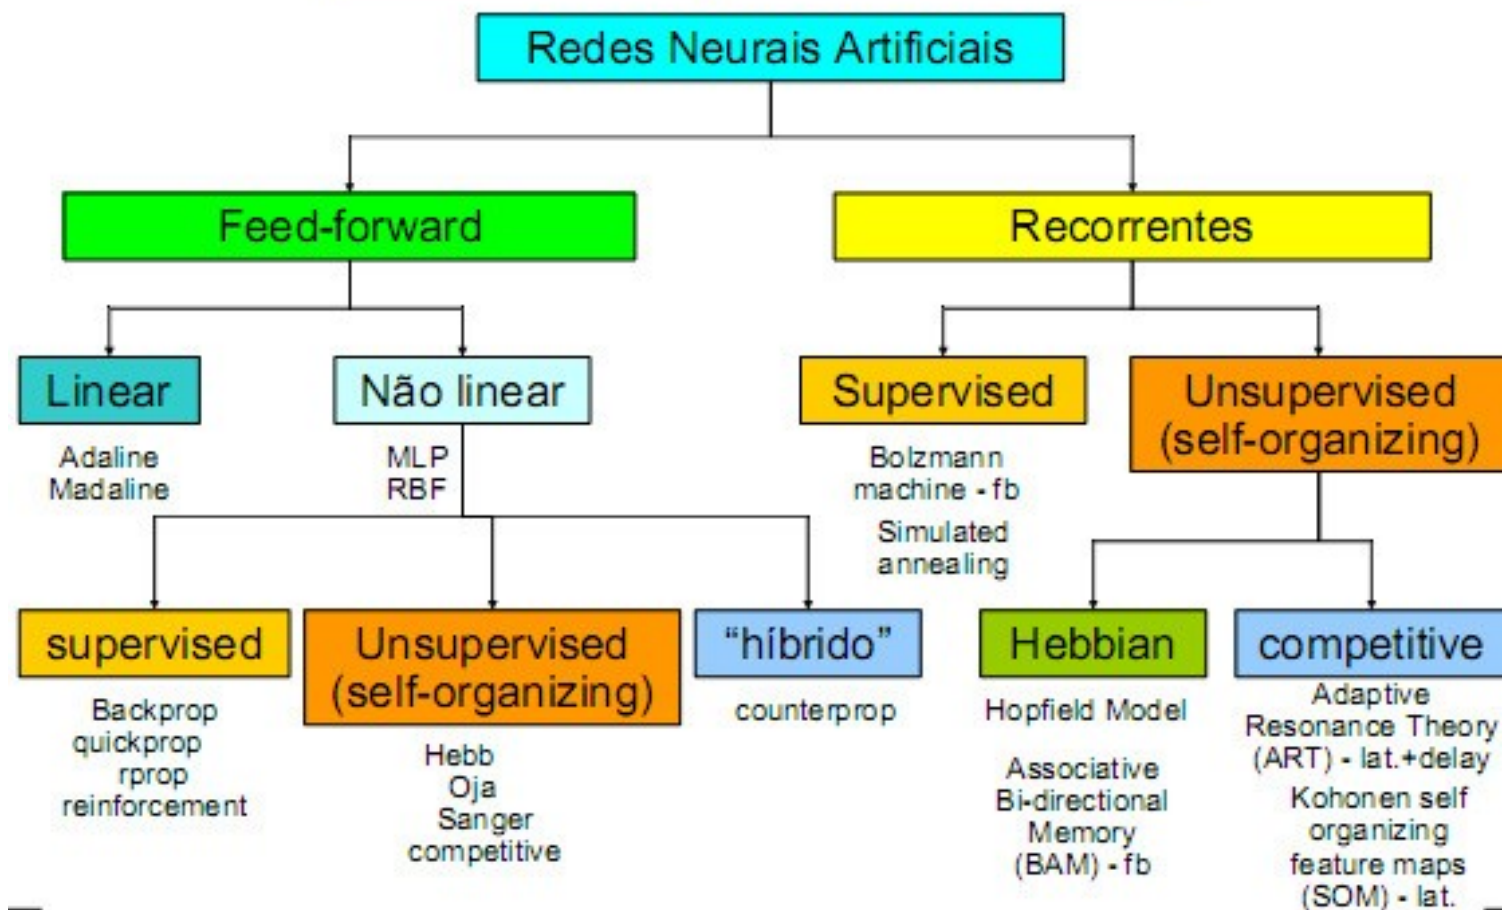 Redes Neurais Artificiais
Feed-forward
Recorrentes
Linear
Adaline
Madaline
Não linear
MLP
RBF
Supervised
Bolzmann
machine - fb
Simulated
annealing
Unsupervised
(self-organizing)
supervised
Backprop
quickprop
rprop
reinforcement
Unsupervised
(self-organizing)
Hebb
Oja
Sanger
competitive
“híbrido”
counterprop
Hebbian
Hopfield Model
Associative
Bi-directional
Memory
(BAM) - fb
competitive
Adaptive
Resonance Theory
(ART) - lat.+delay
Kohonen self
organizing
feature maps
(SOM) - lat.